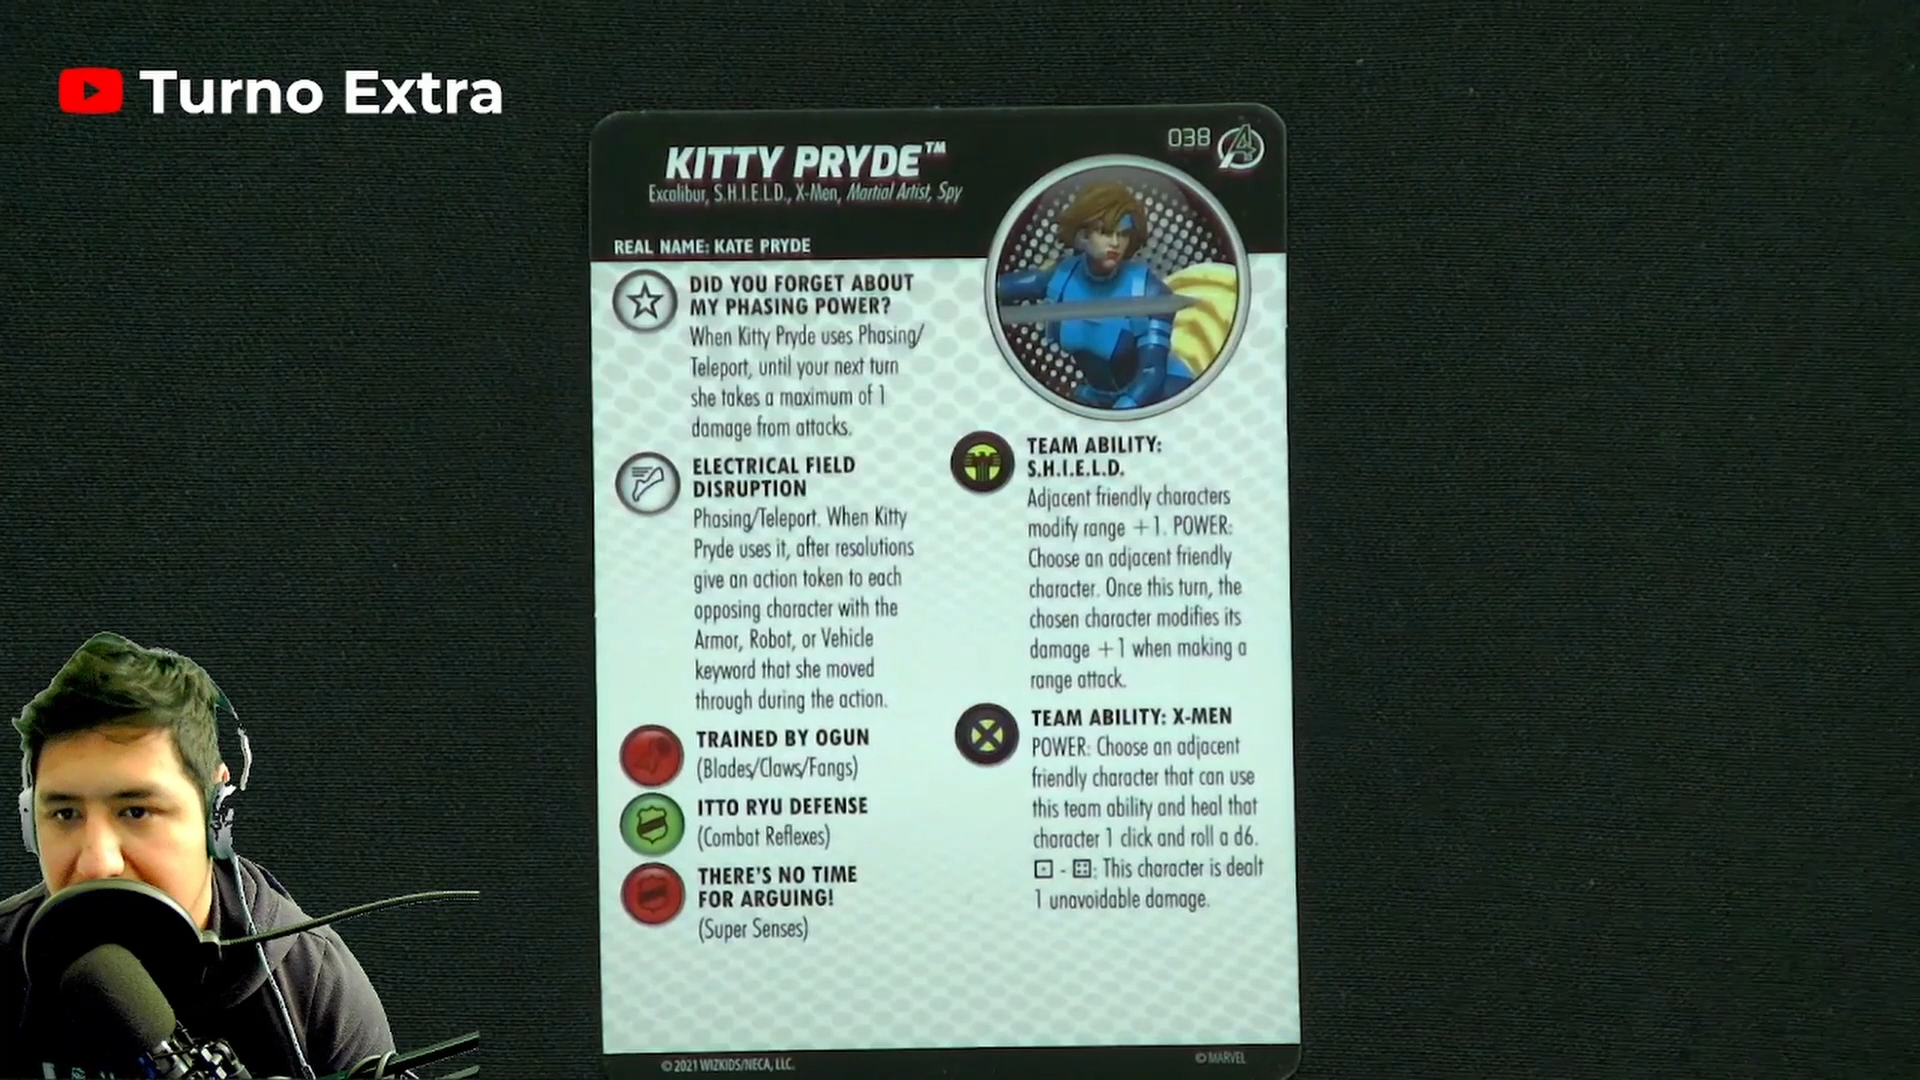 Turno Extra
038
KITTY PRYDE™
Excalibur, S.H.I.E.L.D., X-Men, Martial Artist, Spy
REAL NAME: KATE PRYDE
DID YOU FORGET ABOUT
MY PHASING POWER?
When Kitty Pryde uses Phasing/
Teleport, until your next turn
she takes a maximum of 1
damage from attacks.
ELECTRICAL FIELD
DISRUPTION
Phasing/Teleport. When Kitty
Pryde uses it, after resolutions
give an action token to each
opposing character with the
Armor, Robot, or Vehicle
keyword that she moved
through during the action.
TRAINED BY OGUN
(Blades/Claws/Fangs)
ITTO RYU DEFENSE
(Combat Reflexes)
THERE'S NO TIME
FOR ARGUING!
(Super Senses)
TEAM ABILITY:
S.H.I.E.L.D.
Adjacent friendly characters
modify range +1. POWER:
Choose an adjacent friendly
character. Once this turn, the
chosen character modifies its
damage +1 when making a
range attack.
TEAM ABILITY: X-MEN
POWER: Choose an adjacent
friendly character that can use
this team ability and heal that
character 1 click and roll a d6.
⚀ - ⚃: This character is dealt
1 unavoidable damage.
© 2021 WIZKIDS/NECA, LLC.
© MARVEL